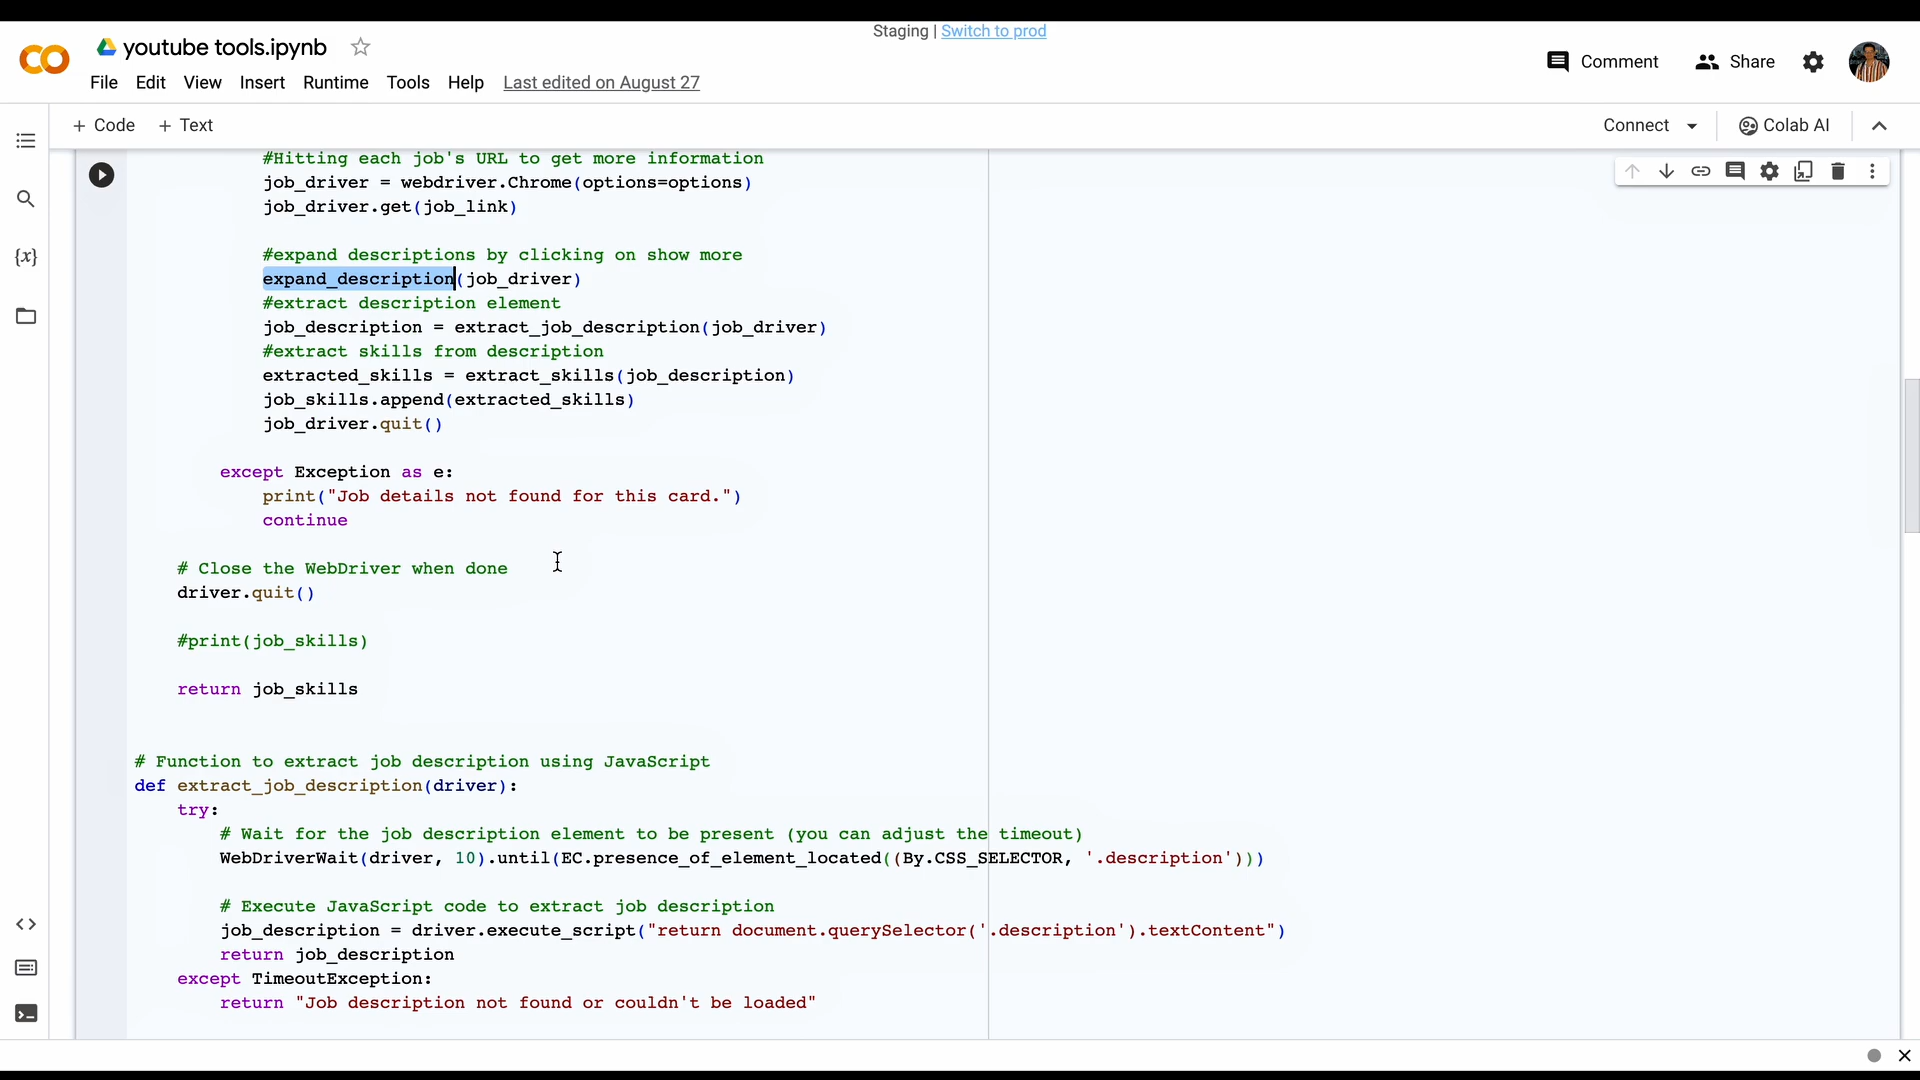 Staging | Switch to prod
youtube tools.ipynb
File Edit View Insert Runtime Tools Help Last edited on August 27
Comment Share
+ Code + Text
Connect Colab AI
#Hitting each job's URL to get more information
job_driver = webdriver.Chrome(options=options)
job_driver.get(job_link)
#expand descriptions by clicking on show more
expand_description(job_driver)
#extract description element
job_description = extract_job_description(job_driver)
#extract skills from description
extracted_skills = extract_skills(job_description)
job_skills.append(extracted_skills)
job_driver.quit()
except Exception as e:
print("Job details not found for this card.")
continue
# Close the WebDriver when done
driver.quit()
#print(job_skills)
return job_skills
# Function to extract job description using JavaScript
def extract_job_description(driver):
try:
# Wait for the job description element to be present (you can adjust the timeout)
WebDriverWait(driver, 10).until(EC.presence_of_element_located((By.CSS_SELECTOR, '.description')))
# Execute JavaScript code to extract job description
job_description = driver.execute_script("return document.querySelector('.description').textContent")
return job_description
except TimeoutException:
return "Job description not found or couldn't be loaded"